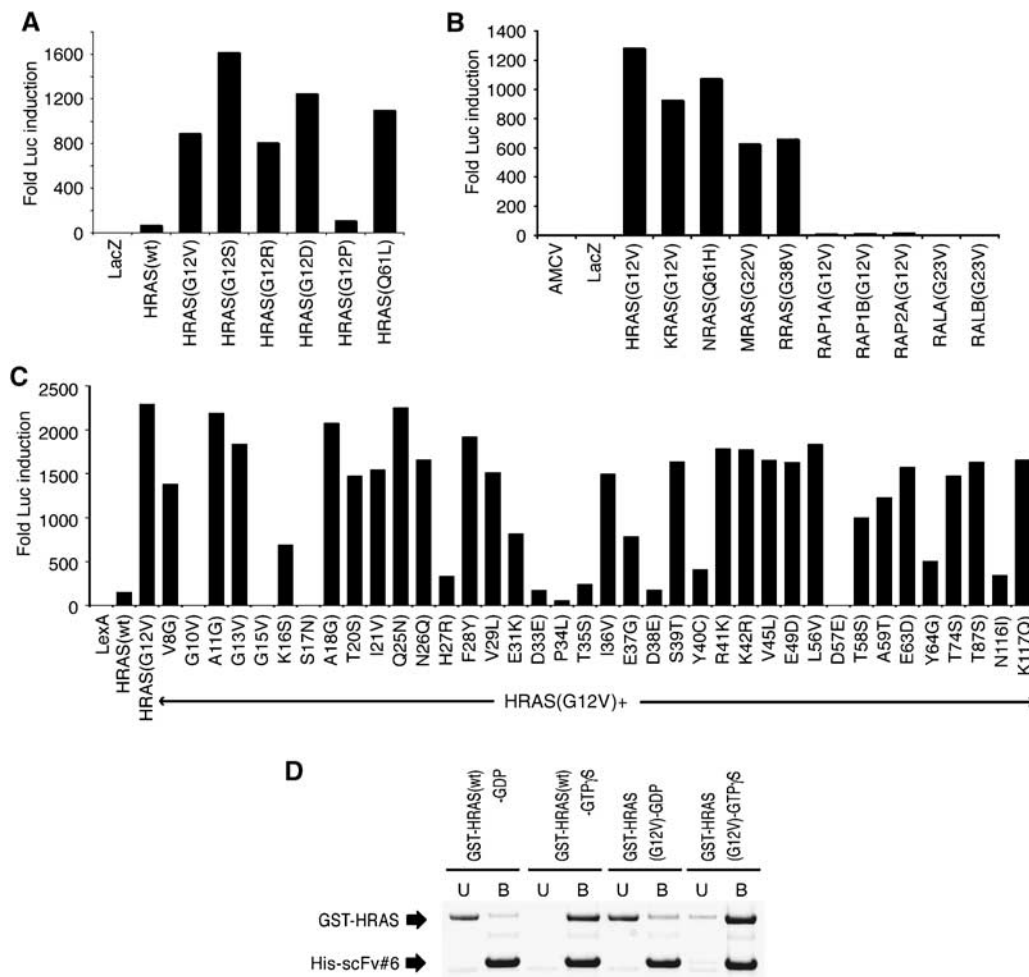 A
Fold Luc induction
1600
1200
800
400
0
LacZ
HRAS(wt)
HRAS(G12V)
HRAS(G12S)
HRAS(G12R)
HRAS(G12D)
HRAS(G12P)
HRAS(Q61L)
B
Fold Luc induction
1400
1200
1000
800
600
400
200
0
AMCV
LacZ
HRAS(G12V)
KRAS(G12V)
NRAS(Q61H)
MRAS(G22V)
RRAS(G38V)
RAP1A(G12V)
RAP1B(G12V)
RAP2A(G12V)
RALA(G23V)
RALB(G23V)
C
Fold Luc induction
2500
2000
1500
1000
500
0
LexA
HRAS(wt)
HRAS(G12V)
V8G)
G10V)
A11G)
G13V)
G15V)
K16S)
S17N)
A18G)
T20S)
I21V)
Q25N)
N26Q)
H27R)
F28Y)
V29L)
E31K)
D33E)
P34L)
T35S)
I36V)
E37G)
D38E)
S39T)
Y40C)
R41K)
K42R)
V45L)
E49D)
L56V)
D57E)
T58S)
A59T)
E63D)
Y64G)
T74S)
T87S)
N116I)
K117Q)
HRAS(G12V)+
D
GST-HRAS(wt)
-GDP
GST-HRAS(wt)
-GTPγS
GST-HRAS
(G12V)-GDP
GST-HRAS
(G12V)-GTPγS
U B U B U B U B
GST-HRAS
His-scFv#6